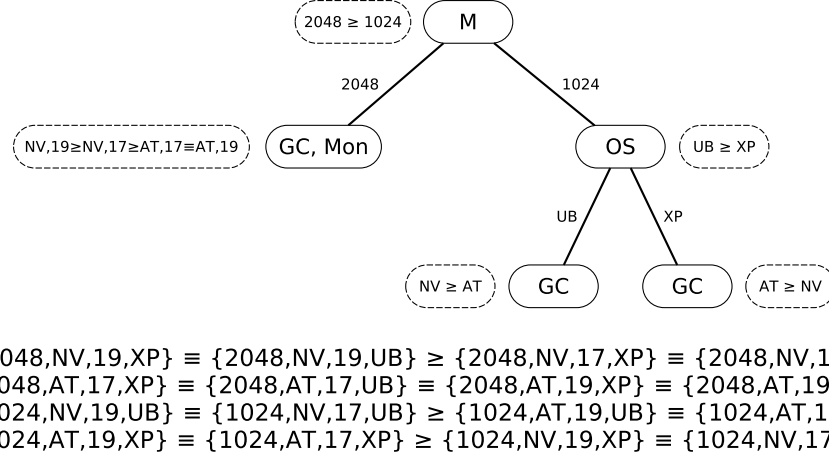 2048 ≥ 1024
M
2048
1024
NV,19≥NV,17≥AT,17≡AT,19
GC, Mon
OS
UB ≥ XP
UB
XP
NV ≥ AT
GC
GC
AT ≥ NV
048,NV,19,XP} ≡ {2048,NV,19,UB} ≥ {2048,NV,17,XP} ≡ {2048,NV,1
048,AT,17,XP} ≡ {2048,AT,17,UB} ≡ {2048,AT,19,XP} ≡ {2048,AT,19
024,NV,19,UB} ≡ {1024,NV,17,UB} ≥ {1024,AT,19,UB} ≡ {1024,AT,1
024,AT,19,XP} ≡ {1024,AT,17,XP} ≥ {1024,NV,19,XP} ≡ {1024,NV,17